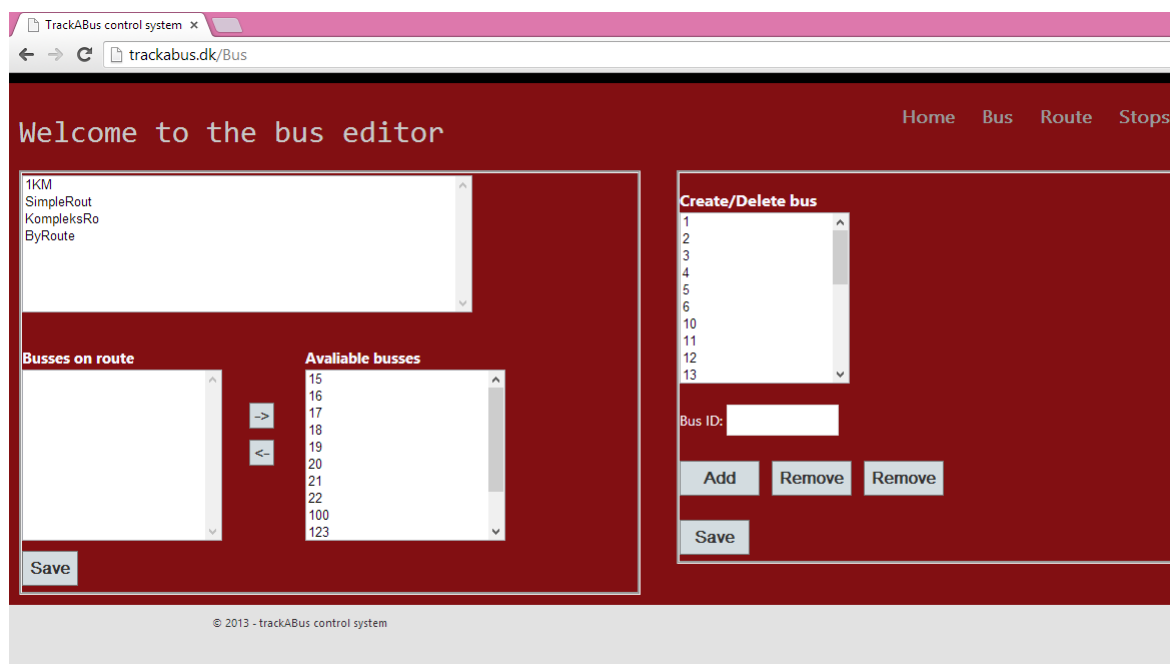 TrackABus control system
trackabus.dk/Bus
Welcome to the bus editor
Home Bus Route Stops
1KM
SimpleRout
KompleksRo
ByRoute
Busses on route
Avaliable busses
15
16
17
18
19
20
21
22
100
123
->
<-
Save
Create/Delete bus
1
2
3
4
5
6
10
11
12
13
Bus ID:
Add Remove Remove
Save
© 2013 - trackABus control system